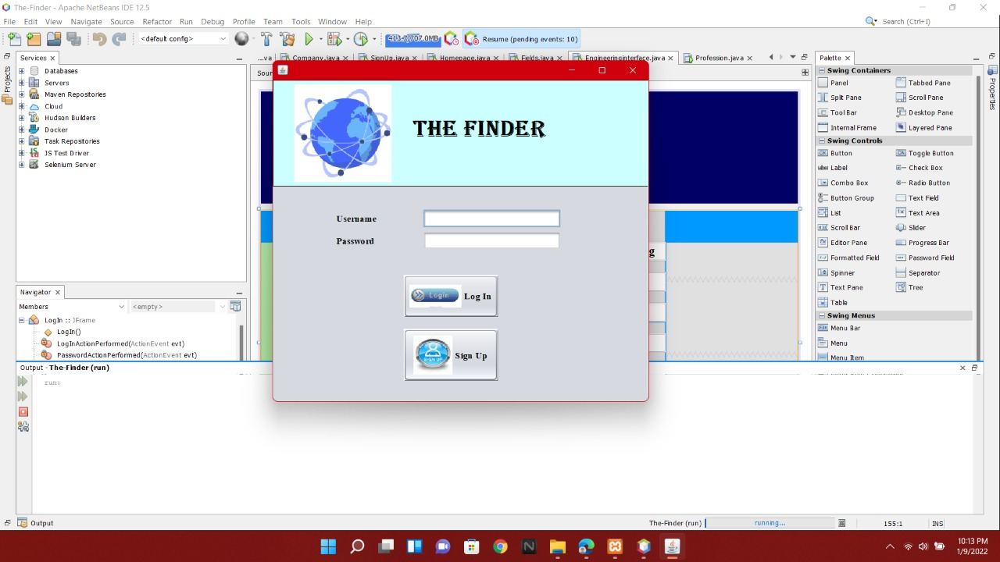 The-Finder - Apache NetBeans IDE 12.5
File Edit View Navigate Source Refactor Run Debug Profile Team Tools Window Help
Search (Ctrl+I)
<default config>
413.7/707.0MB
Resume (pending events: 10)
Services
...va
Company.java
SignUp.java
Homepage.java
Fields.java
Engineeringinterface.java
Profession.java
Palette
Projects
Properties
Databases
Servers
Maven Repositories
Cloud
Hudson Builders
Docker
Task Repositories
JS Test Driver
Selenium Server
Sour
THE FINDER
Username
Password
Login
Log In
SIGN UP
Sign Up
g
Swing Containers
Panel Tabbed Pane
Split Pane Scroll Pane
Tool Bar Desktop Pane
Internal Frame Layered Pane
Swing Controls
Button Toggle Button
label Label Check Box
Combo Box Radio Button
Button Group Text Field
List Text Area
Scroll Bar Slider
Editor Pane Progress Bar
Formatted Field Password Field
Spinner Separator
Text Pane Tree
Table
Swing Menus
Menu Bar
Menu
Menu Item
Navigator
Members <empty>
LogIn :: JFrame
LogIn()
LogInActionPerformed(ActionEvent evt)
PasswordActionPerformed(ActionEvent evt)
Output - The-Finder (run)
run:
Output
The-Finder (run)
running...
155:1
INS
10:13 PM
1/9/2022